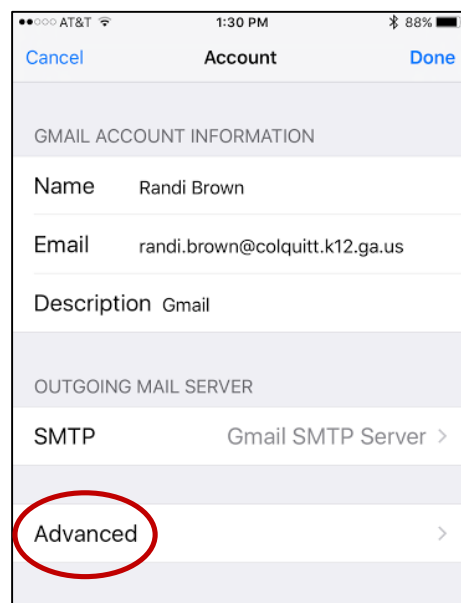 AT&T 1:30 PM 88%
Cancel Account Done
GMAIL ACCOUNT INFORMATION
Name Randi Brown
Email randi.brown@colquitt.k12.ga.us
Description Gmail
OUTGOING MAIL SERVER
SMTP Gmail SMTP Server >
Advanced >